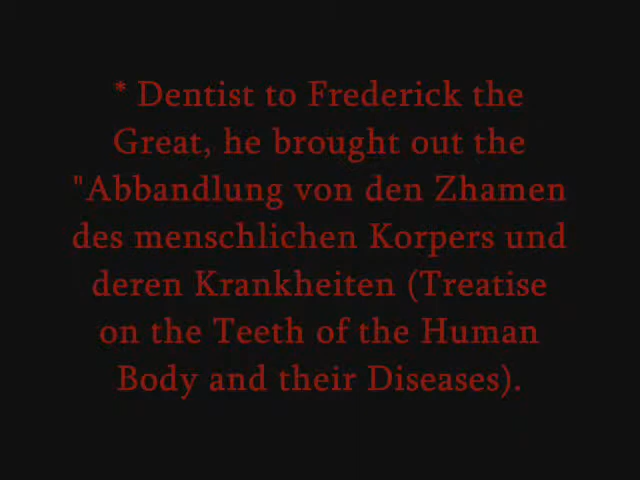 * Dentist to Frederick the
Great, he brought out the
"Abbandlung von den Zhamen
des menschlichen Korpers und
deren Krankheiten (Treatise
on the Teeth of the Human
Body and their Diseases).